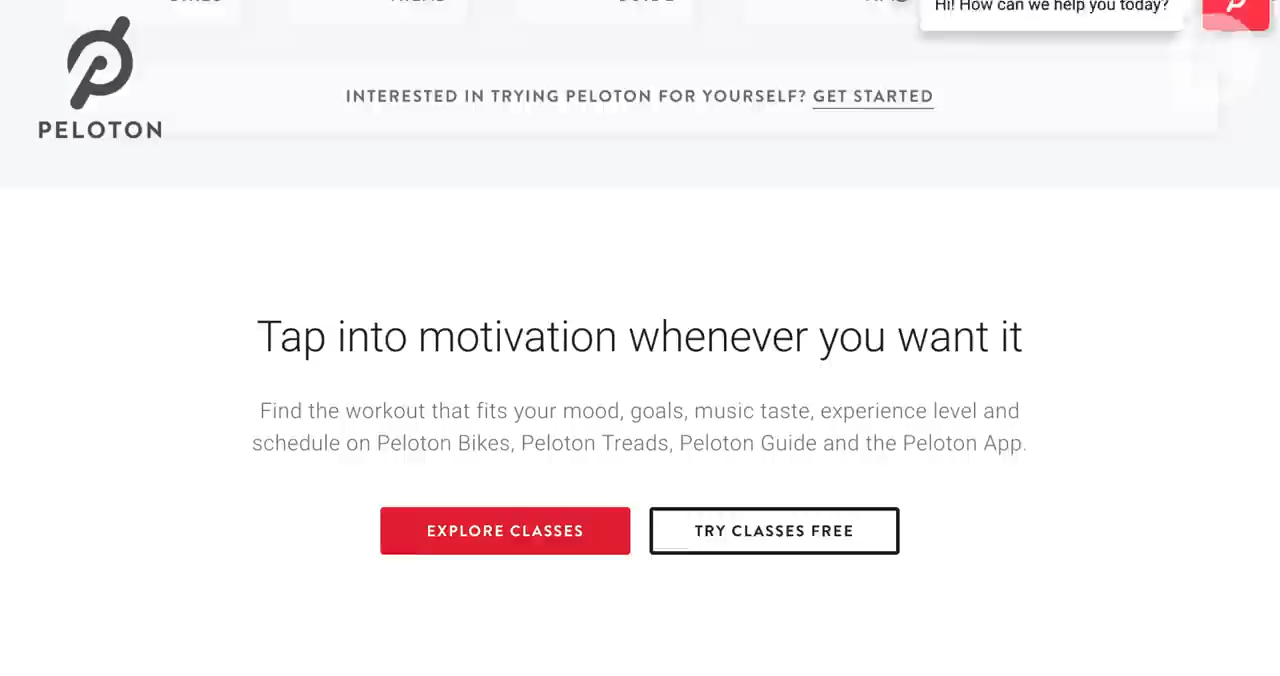 Hi! How can we help you today?
PELOTON
INTERESTED IN TRYING PELOTON FOR YOURSELF? GET STARTED
Tap into motivation whenever you want it
Find the workout that fits your mood, goals, music taste, experience level and
schedule on Peloton Bikes, Peloton Treads, Peloton Guide and the Peloton App.
EXPLORE CLASSES
TRY CLASSES FREE